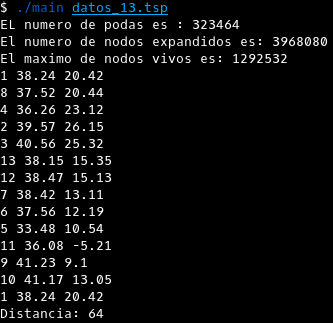 $ ./main datos_13.tsp
EL numero de podas es : 323464
El numero de nodos expandidos es: 3968080
El maximo de nodos vivos es: 1292532
1 38.24 20.42
8 37.52 20.44
4 36.26 23.12
2 39.57 26.15
3 40.56 25.32
13 38.15 15.35
12 38.47 15.13
7 38.42 13.11
6 37.56 12.19
5 33.48 10.54
11 36.08 -5.21
9 41.23 9.1
10 41.17 13.05
1 38.24 20.42
Distancia: 64